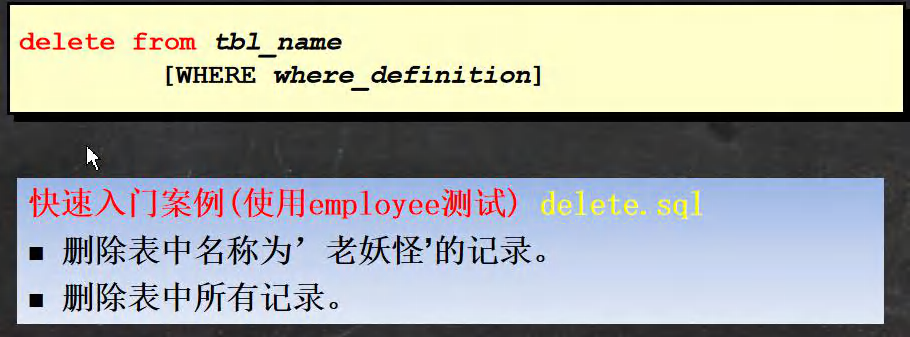 delete from tbl_name
[WHERE where_definition]
快速入门案例(使用employee测试) delete.sql
■ 删除表中名称为’老妖怪’的记录。
■ 删除表中所有记录。